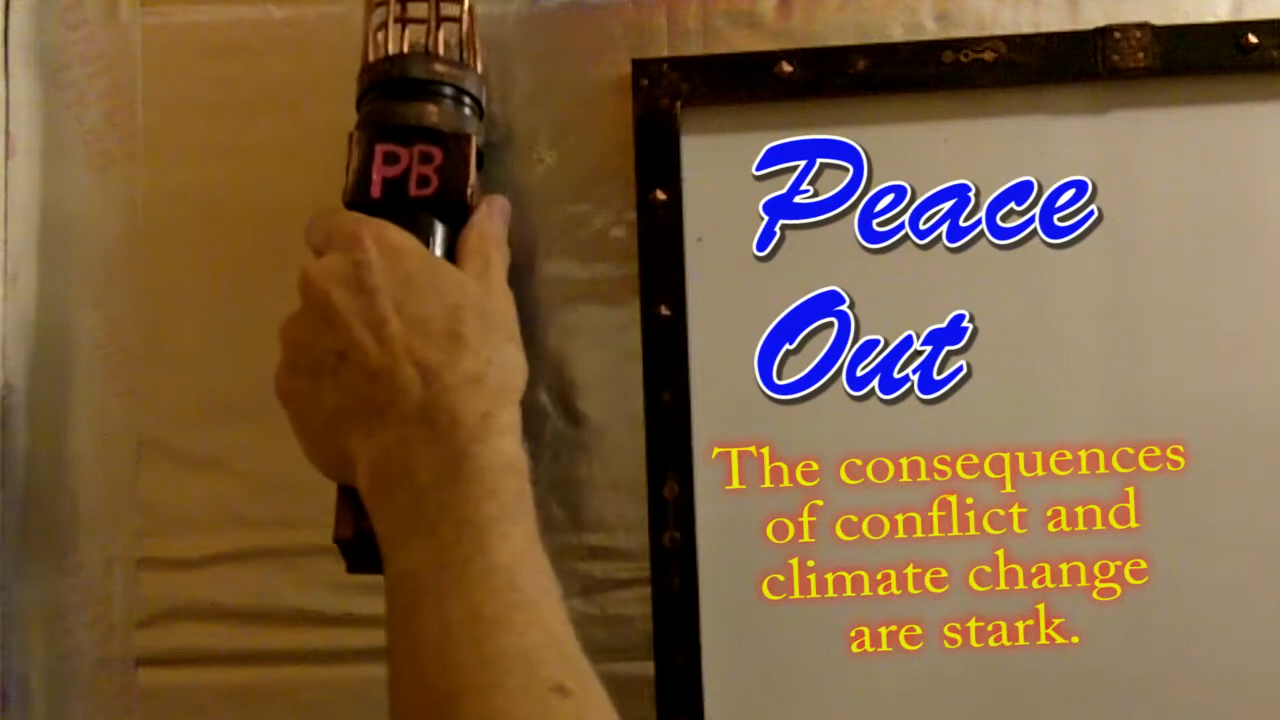 PB
Peace
Out
The consequences
of conflict and
climate change
are stark.